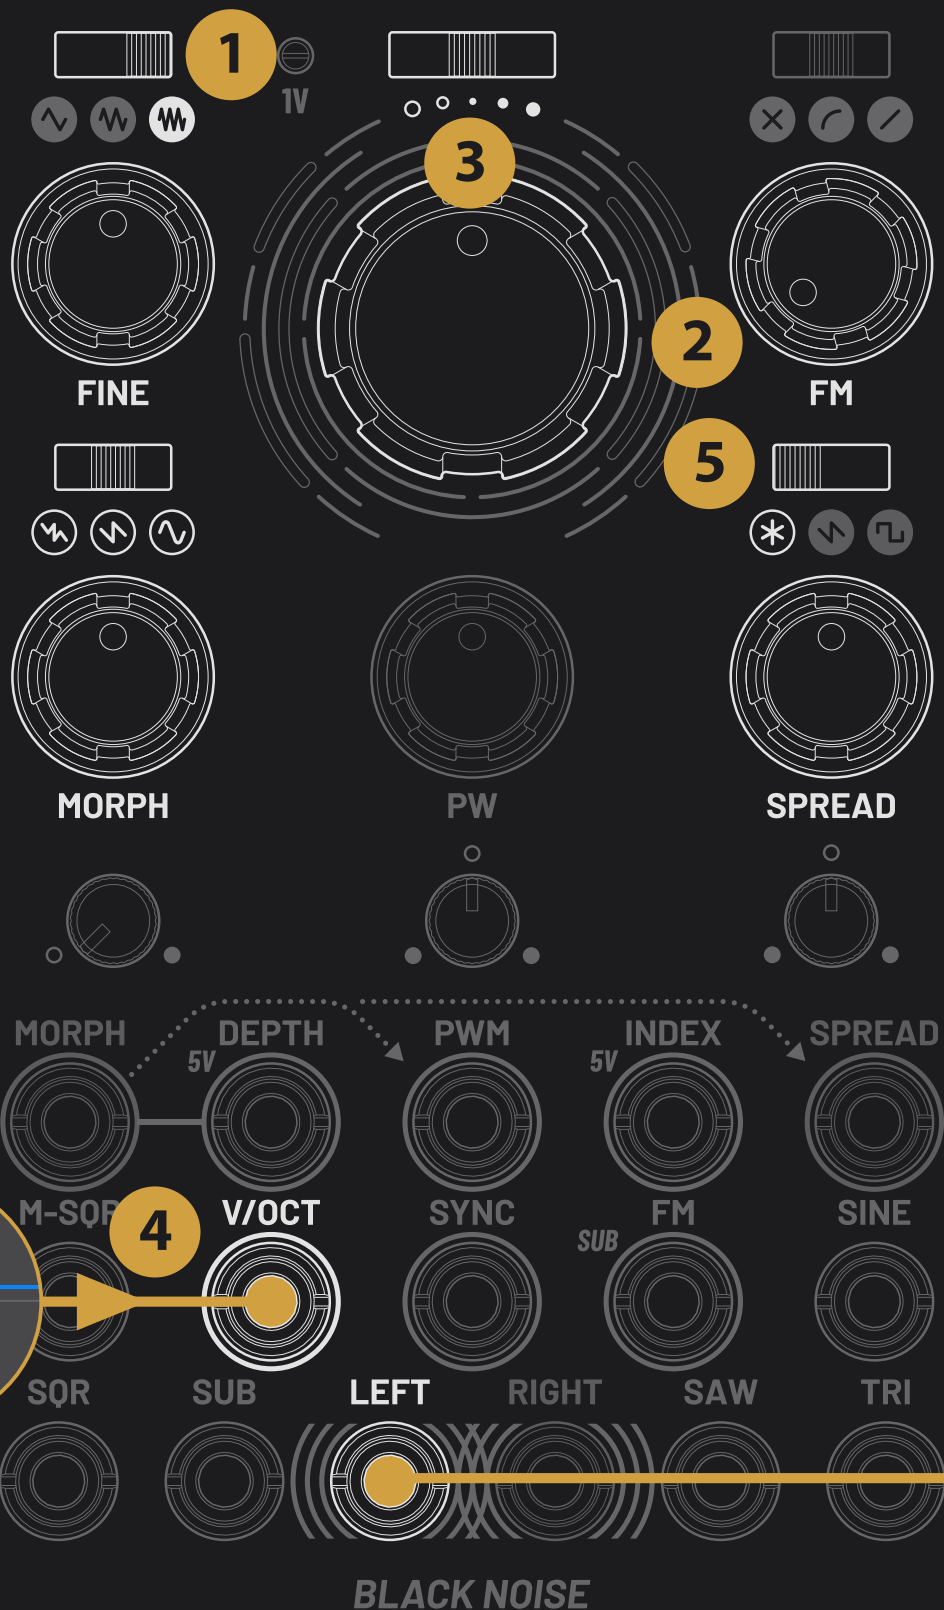 1
1V
3
2
FINE
FM
5
MORPH
PW
SPREAD
MORPH
DEPTH
PWM
INDEX
SPREAD
5V
5V
M-SQR
4
V/OCT
SYNC
FM
SINE
SUB
SQR
SUB
LEFT
RIGHT
SAW
TRI
BLACK NOISE